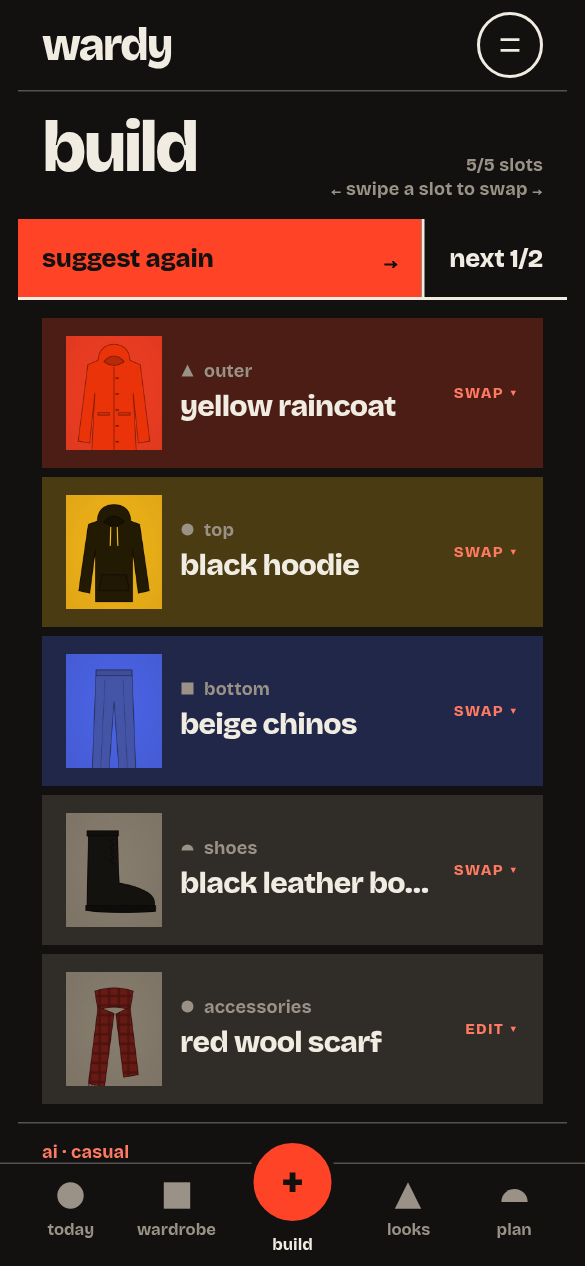 wardy
build
5/5 slots
← swipe a slot to swap →
suggest again →
next 1/2
outer
yellow raincoat
SWAP ▾
top
black hoodie
SWAP ▾
bottom
beige chinos
SWAP ▾
shoes
black leather bo...
SWAP ▾
accessories
red wool scarf
EDIT ▾
ai · casual
today
wardrobe
+
build
looks
plan